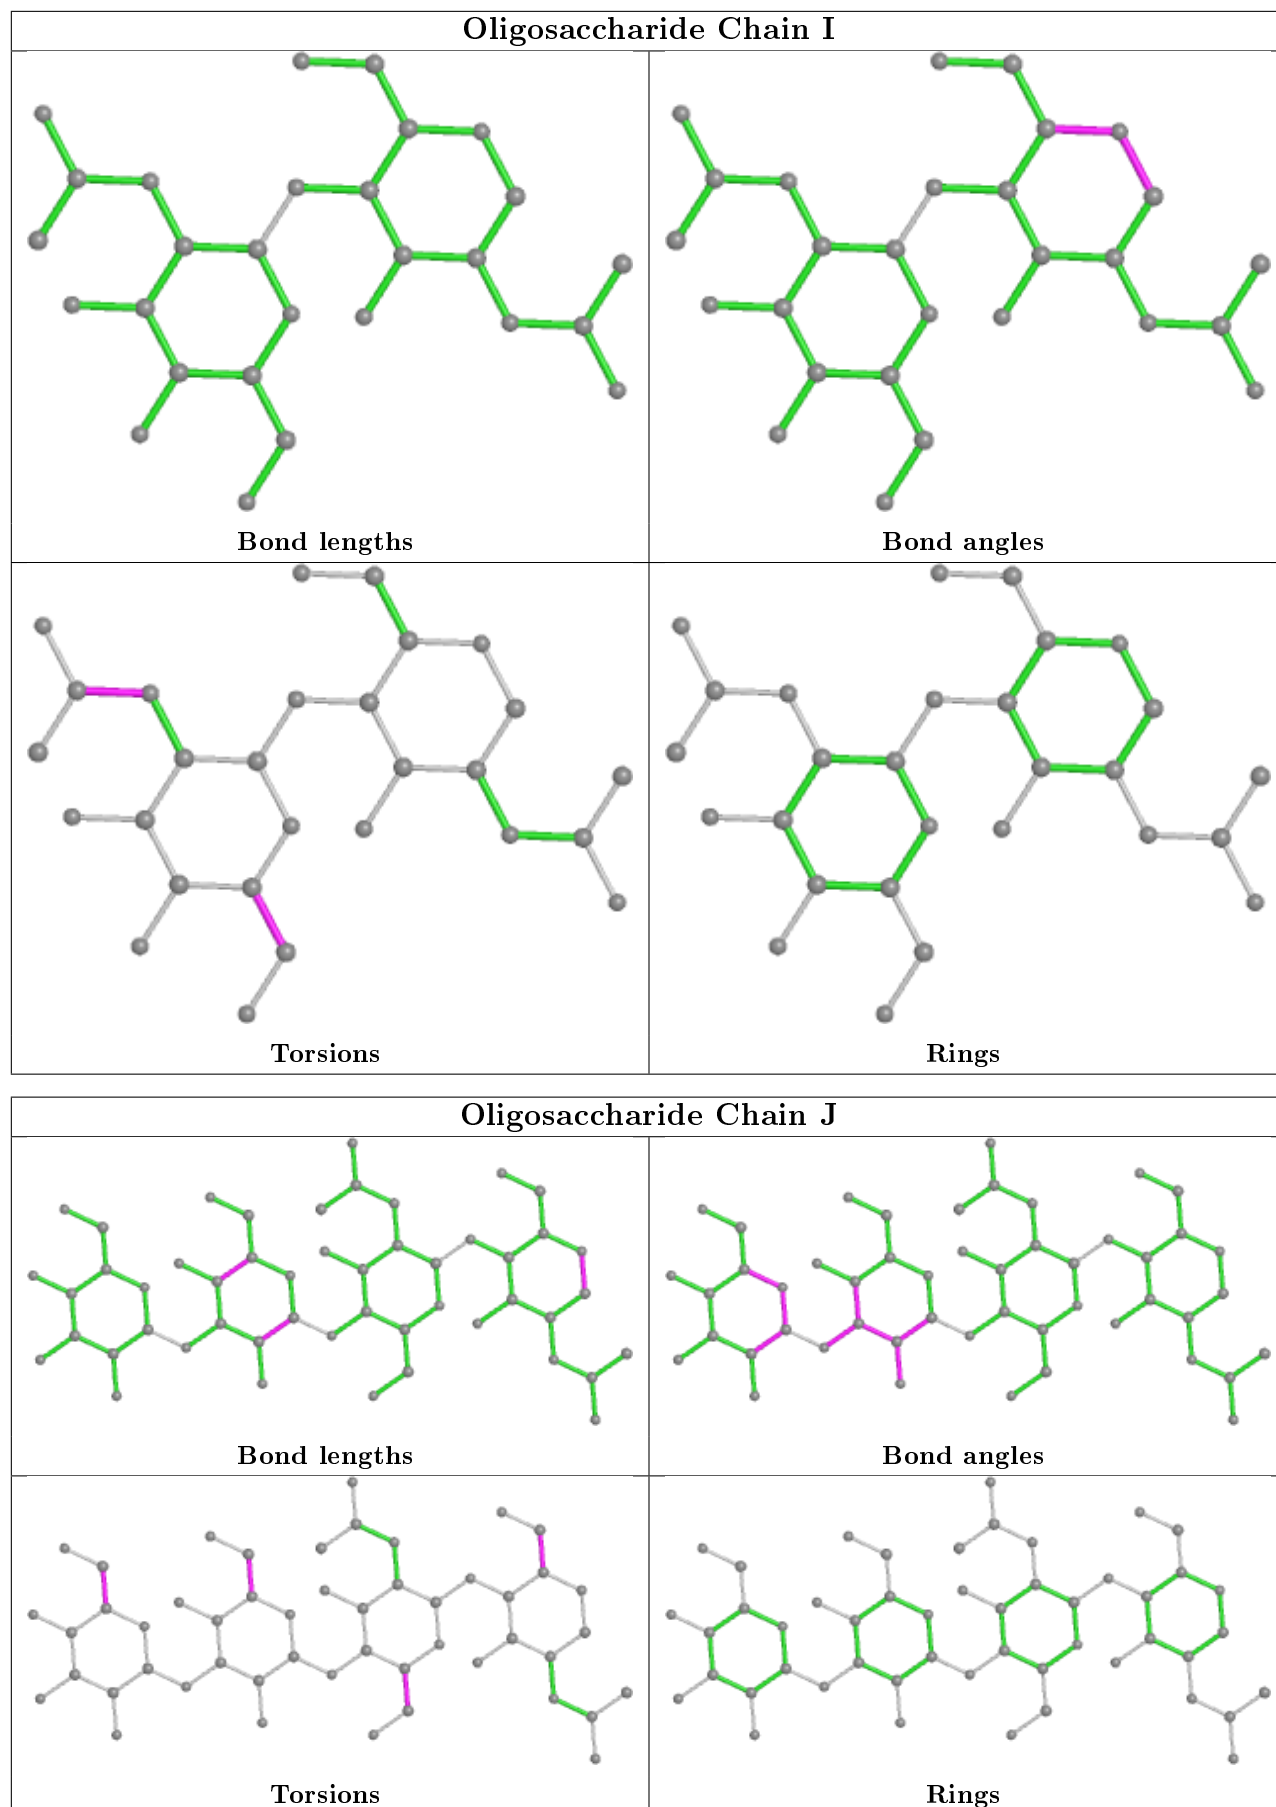 Oligosaccharide Chain I
Bond lengths
Bond angles
Torsions
Rings
Oligosaccharide Chain J
Bond lengths
Bond angles
Torsions
Rings